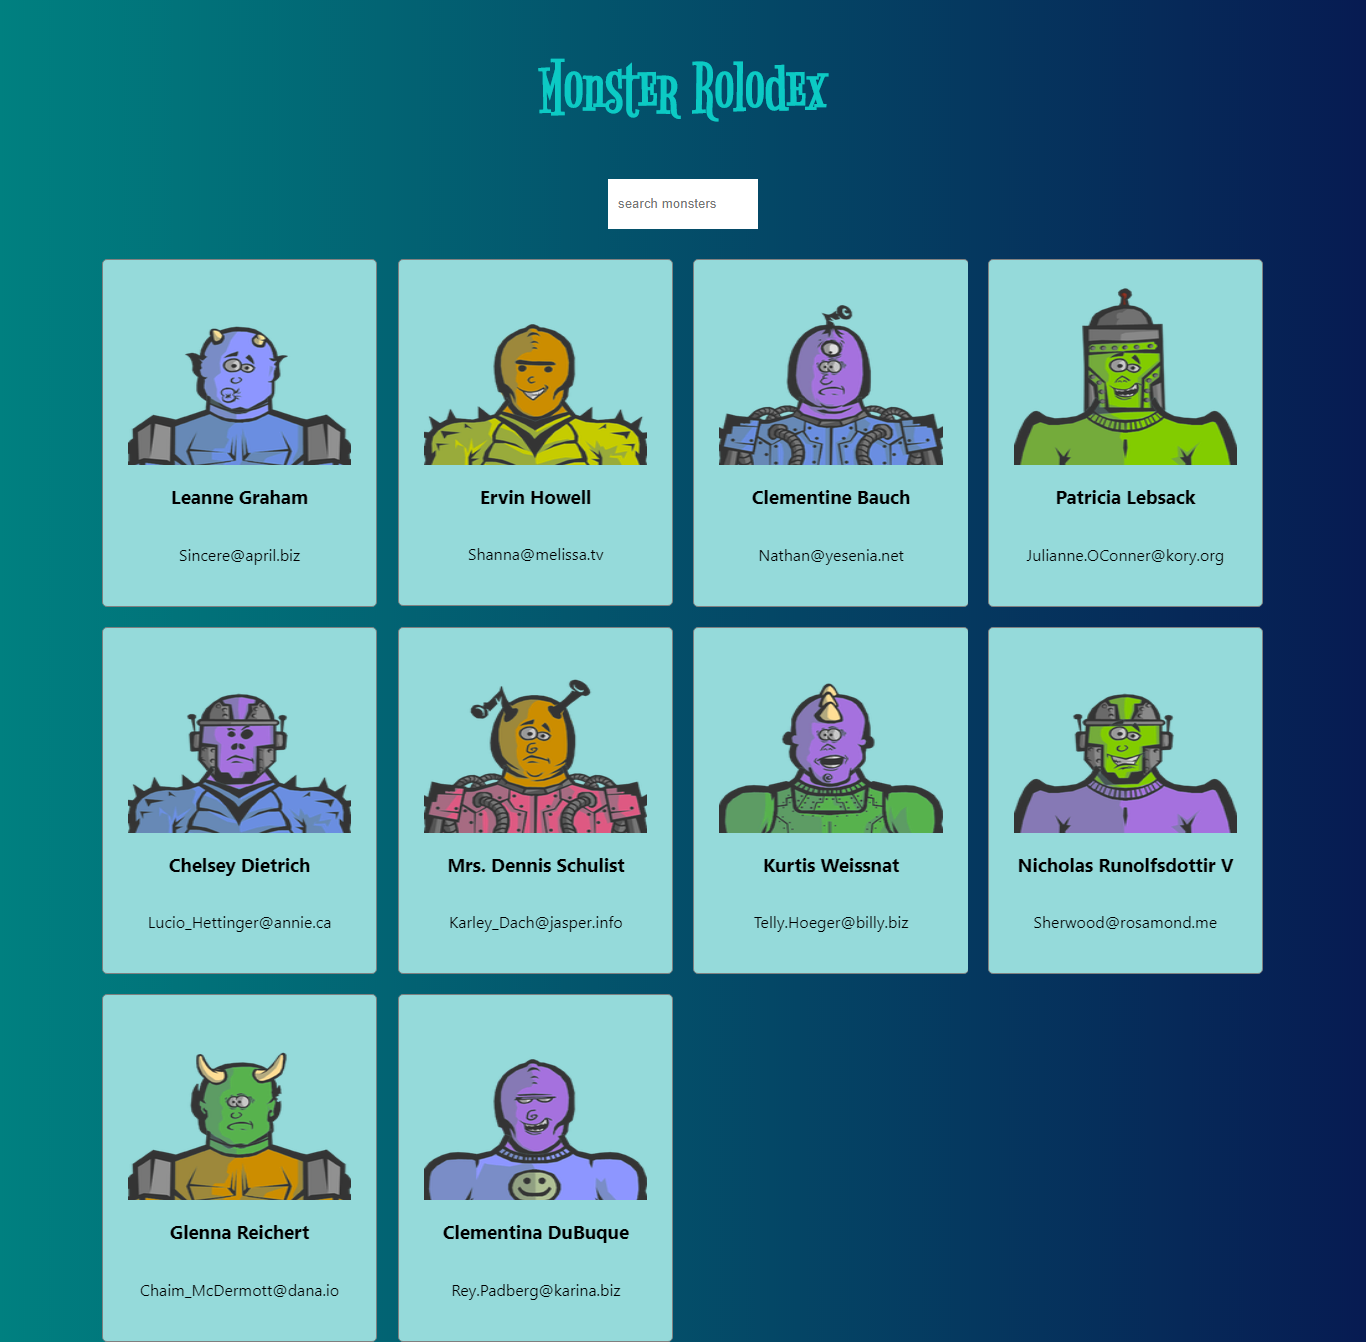 Monster Rolodex
search monsters
Leanne Graham
Sincere@april.biz
Ervin Howell
Shanna@melissa.tv
Clementine Bauch
Nathan@yesenia.net
Patricia Lebsack
Julianne.OConner@kory.org
Chelsey Dietrich
Lucio_Hettinger@annie.ca
Mrs. Dennis Schulist
Karley_Dach@jasper.info
Kurtis Weissnat
Telly.Hoeger@billy.biz
Nicholas Runolfsdottir V
Sherwood@rosamond.me
Glenna Reichert
Chaim_McDermott@dana.io
Clementina DuBuque
Rey.Padberg@karina.biz